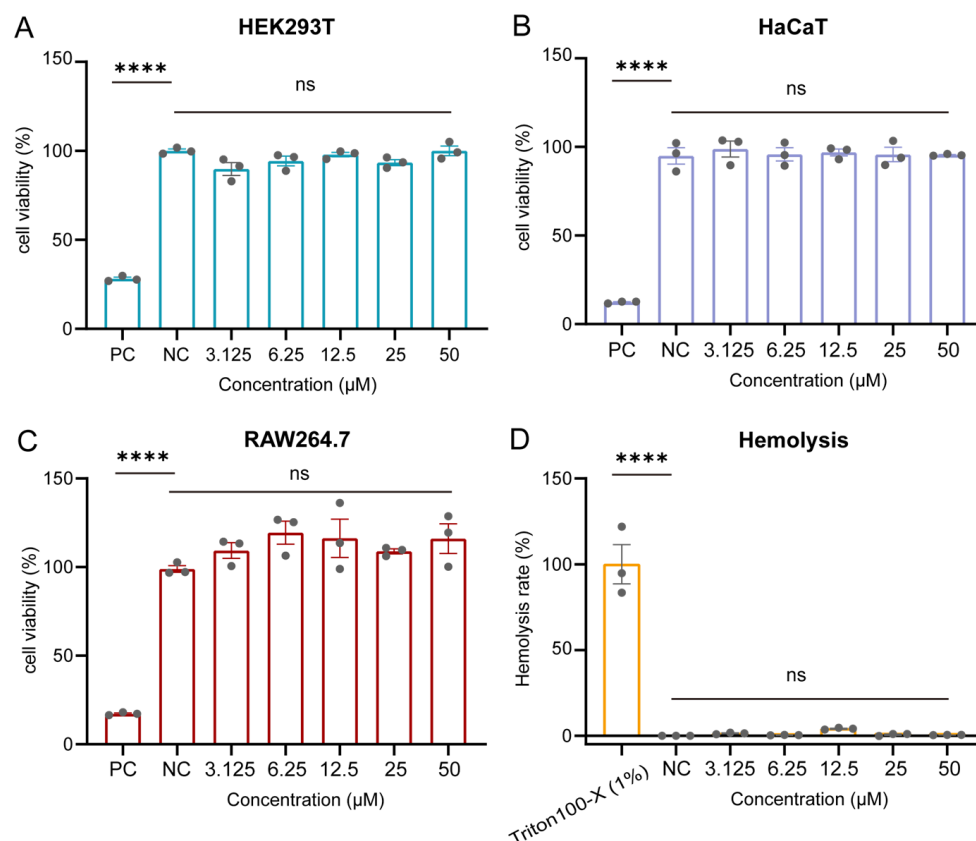 A
HEK293T
cell viability (%)
150
100
50
0
****
ns
PC NC 3.125 6.25 12.5 25 50
Concentration (µM)
B
HaCaT
cell viability (%)
150
100
50
0
****
ns
PC NC 3.125 6.25 12.5 25 50
Concentration (µM)
C
RAW264.7
cell viability (%)
150
100
50
0
****
ns
PC NC 3.125 6.25 12.5 25 50
Concentration (µM)
D
Hemolysis
Hemolysis rate (%)
150
100
50
0
****
ns
Triton100-X (1%) NC 3.125 6.25 12.5 25 50
Concentration (µM)